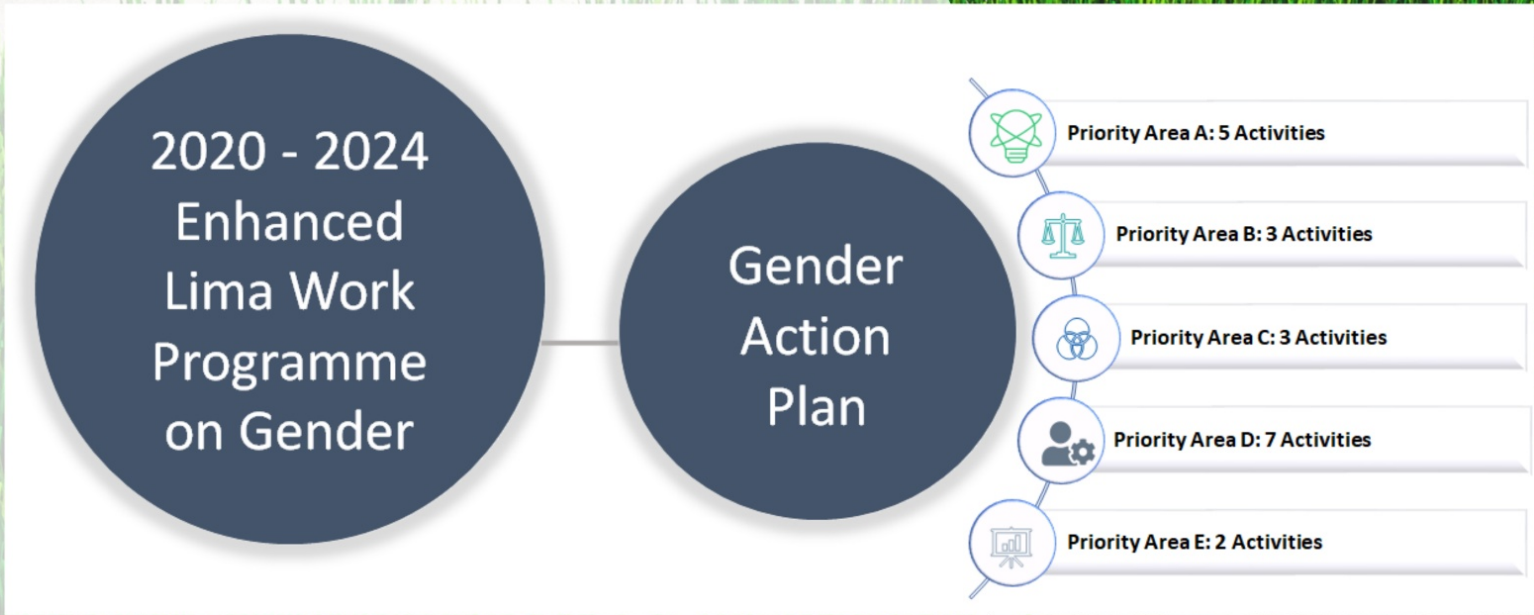 2020 - 2024
Enhanced
Lima Work
Programme
on Gender
Gender
Action
Plan
Priority Area A: 5 Activities
Priority Area B: 3 Activities
Priority Area C: 3 Activities
Priority Area D: 7 Activities
Priority Area E: 2 Activities